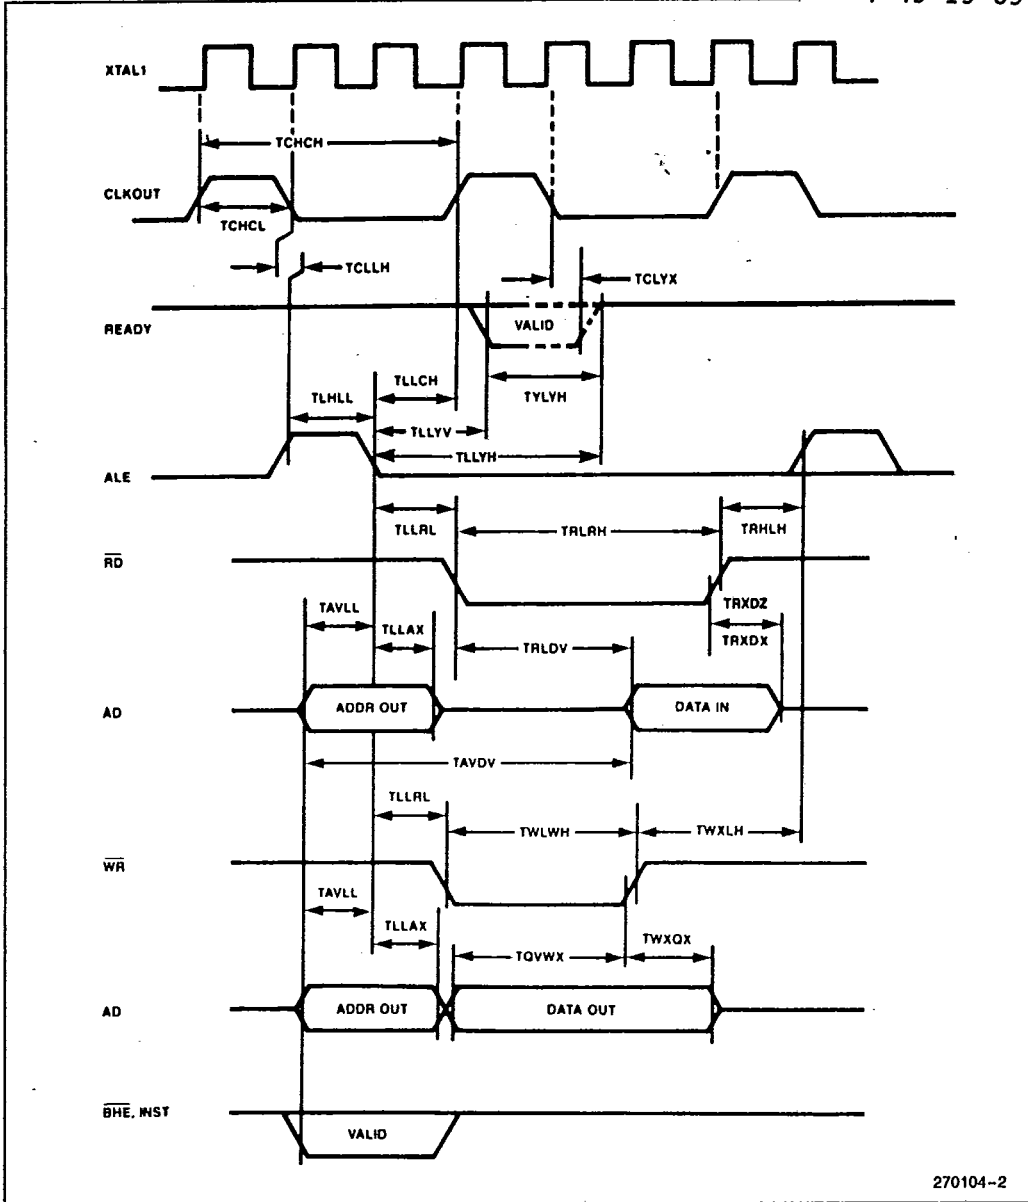 XTAL1
TCHCH
CLKOUT
TCHCL
TCLLH
TCLYX
READY
VALID
TLLCH
TLHLL
TYLYH
TLLYV
TLLYH
ALE
TLLRL
TRLRH
TRHLH
RD
TAVLL
TRXDZ
TLLAX
TRLDV
TRXDX
AD
ADDR OUT
DATA IN
TAVDV
TLLRL
TWLWH
TWXLH
WR
TAVLL
TLLAX
TQVWX
TWXQX
AD
ADDR OUT
DATA OUT
BHE, INST
VALID
270104-2